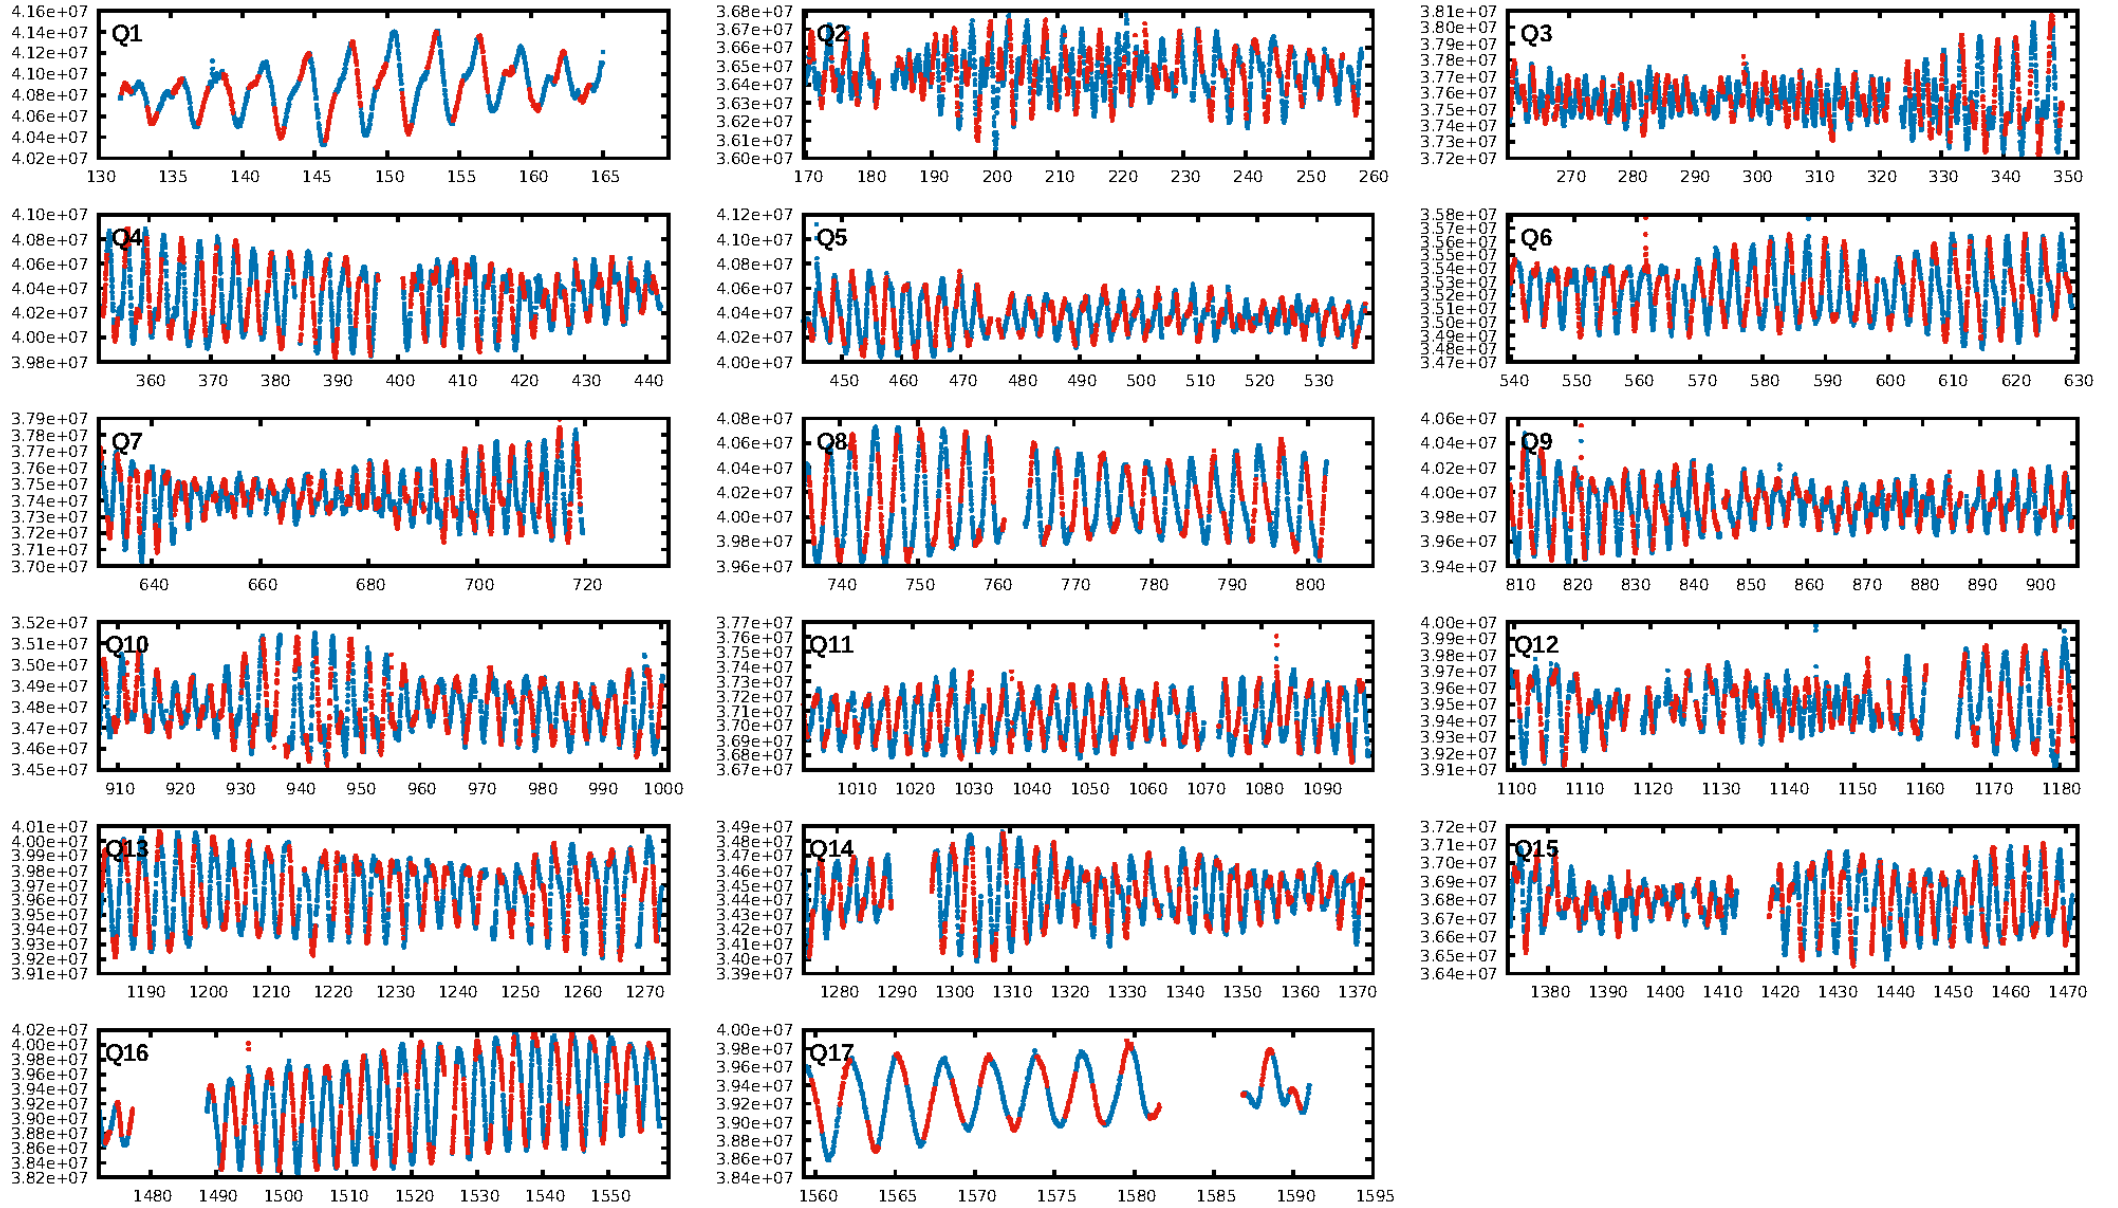 4.16e+07
4.14e+07
4.12e+07
4.10e+07
4.08e+07
4.06e+07
4.04e+07
4.02e+07
Q1
130 135 140 145 150 155 160 165
3.68e+07
3.67e+07
3.66e+07
3.65e+07
3.64e+07
3.63e+07
3.62e+07
3.61e+07
3.60e+07
Q2
170 180 190 200 210 220 230 240 250 260
3.81e+07
3.80e+07
3.79e+07
3.78e+07
3.77e+07
3.76e+07
3.75e+07
3.74e+07
3.73e+07
3.72e+07
Q3
270 280 290 300 310 320 330 340 350
4.10e+07
4.08e+07
4.06e+07
4.04e+07
4.02e+07
4.00e+07
3.98e+07
Q4
360 370 380 390 400 410 420 430 440
4.12e+07
4.10e+07
4.08e+07
4.06e+07
4.04e+07
4.02e+07
4.00e+07
Q5
450 460 470 480 490 500 510 520 530
3.58e+07
3.57e+07
3.56e+07
3.55e+07
3.54e+07
3.53e+07
3.52e+07
3.51e+07
3.50e+07
3.49e+07
3.48e+07
3.47e+07
Q6
540 550 560 570 580 590 600 610 620 630
3.79e+07
3.78e+07
3.77e+07
3.76e+07
3.75e+07
3.74e+07
3.73e+07
3.72e+07
3.71e+07
3.70e+07
Q7
640 660 680 700 720
4.08e+07
4.06e+07
4.04e+07
4.02e+07
4.00e+07
3.98e+07
3.96e+07
Q8
740 750 760 770 780 790 800
4.06e+07
4.04e+07
4.02e+07
4.00e+07
3.98e+07
3.96e+07
3.94e+07
Q9
810 820 830 840 850 860 870 880 890 900
3.52e+07
3.51e+07
3.50e+07
3.49e+07
3.48e+07
3.47e+07
3.46e+07
3.45e+07
Q10
910 920 930 940 950 960 970 980 990 1000
3.77e+07
3.76e+07
3.75e+07
3.74e+07
3.73e+07
3.72e+07
3.71e+07
3.70e+07
3.69e+07
3.68e+07
3.67e+07
Q11
1010 1020 1030 1040 1050 1060 1070 1080 1090
4.00e+07
3.99e+07
3.98e+07
3.97e+07
3.96e+07
3.95e+07
3.94e+07
3.93e+07
3.92e+07
3.91e+07
Q12
1100 1110 1120 1130 1140 1150 1160 1170 1180
4.01e+07
4.00e+07
3.99e+07
3.98e+07
3.97e+07
3.96e+07
3.95e+07
3.94e+07
3.93e+07
3.92e+07
3.91e+07
Q13
1190 1200 1210 1220 1230 1240 1250 1260 1270
3.49e+07
3.48e+07
3.47e+07
3.46e+07
3.45e+07
3.44e+07
3.43e+07
3.42e+07
3.41e+07
3.40e+07
3.39e+07
Q14
1280 1290 1300 1310 1320 1330 1340 1350 1360 1370
3.72e+07
3.71e+07
3.70e+07
3.69e+07
3.68e+07
3.67e+07
3.66e+07
3.65e+07
3.64e+07
Q15
1380 1390 1400 1410 1420 1430 1440 1450 1460 1470
4.02e+07
4.00e+07
3.98e+07
3.96e+07
3.94e+07
3.92e+07
3.90e+07
3.88e+07
3.86e+07
3.84e+07
3.82e+07
Q16
1480 1490 1500 1510 1520 1530 1540 1550
4.00e+07
3.98e+07
3.96e+07
3.94e+07
3.92e+07
3.90e+07
3.88e+07
3.86e+07
3.84e+07
Q17
1560 1565 1570 1575 1580 1585 1590 1595